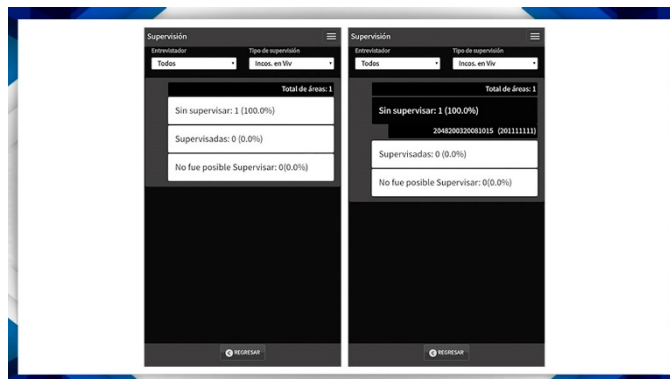 Supervisión
Entrevistador Tipo de supervisión
Todos Incos. en Viv
Total de áreas: 1
Sin supervisar: 1 (100.0%)
Supervisadas: 0 (0.0%)
No fue posible Supervisar: 0(0.0%)
REGRESAR
Supervisión
Entrevistador Tipo de supervisión
Todos Incos. en Viv
Total de áreas: 1
Sin supervisar: 1 (100.0%)
2048200320081015 (201111111)
Supervisadas: 0 (0.0%)
No fue posible Supervisar: 0(0.0%)
REGRESAR